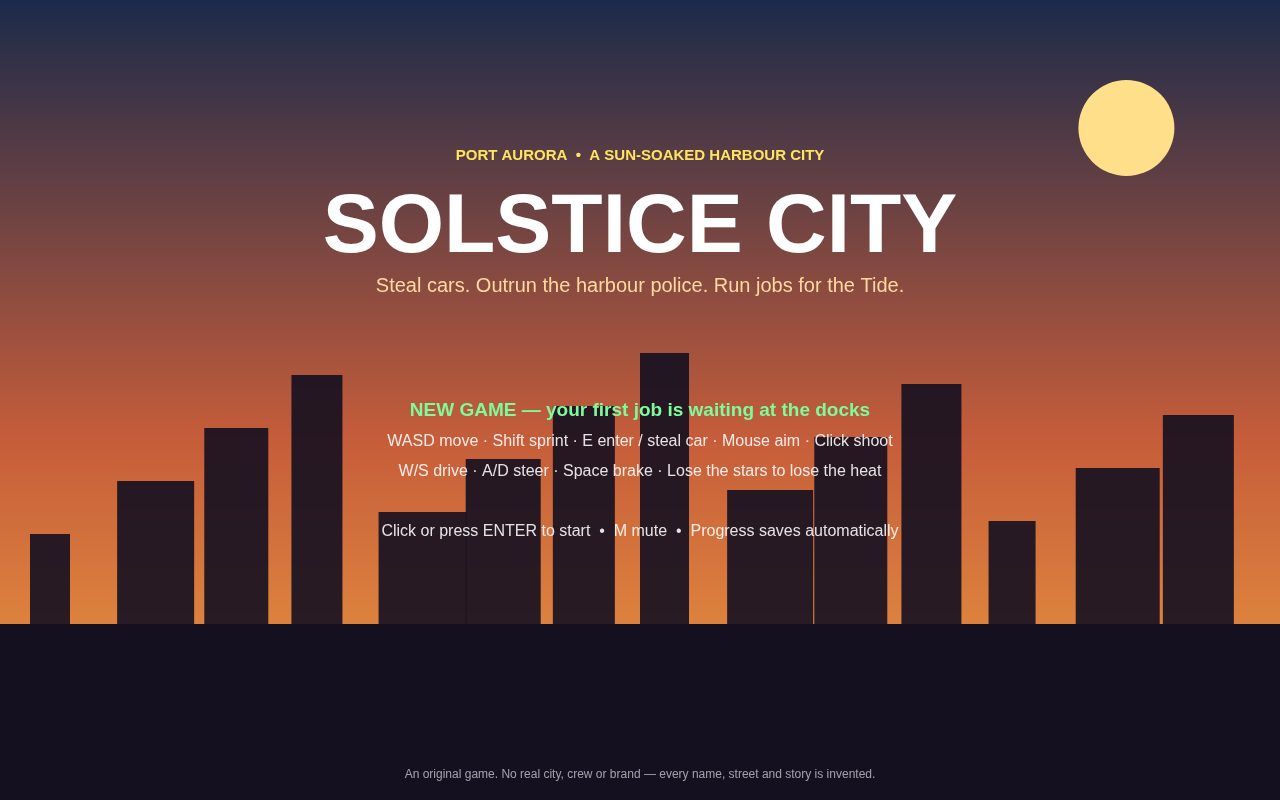 PORT AURORA • A SUN-SOAKED HARBOUR CITY
SOLSTICE CITY
Steal cars. Outrun the harbour police. Run jobs for the Tide.
NEW GAME — your first job is waiting at the docks
WASD move · Shift sprint · E enter / steal car · Mouse aim · Click shoot
W/S drive · A/D steer · Space brake · Lose the stars to lose the heat
Click or press ENTER to start • M mute • Progress saves automatically
An original game. No real city, crew or brand — every name, street and story is invented.